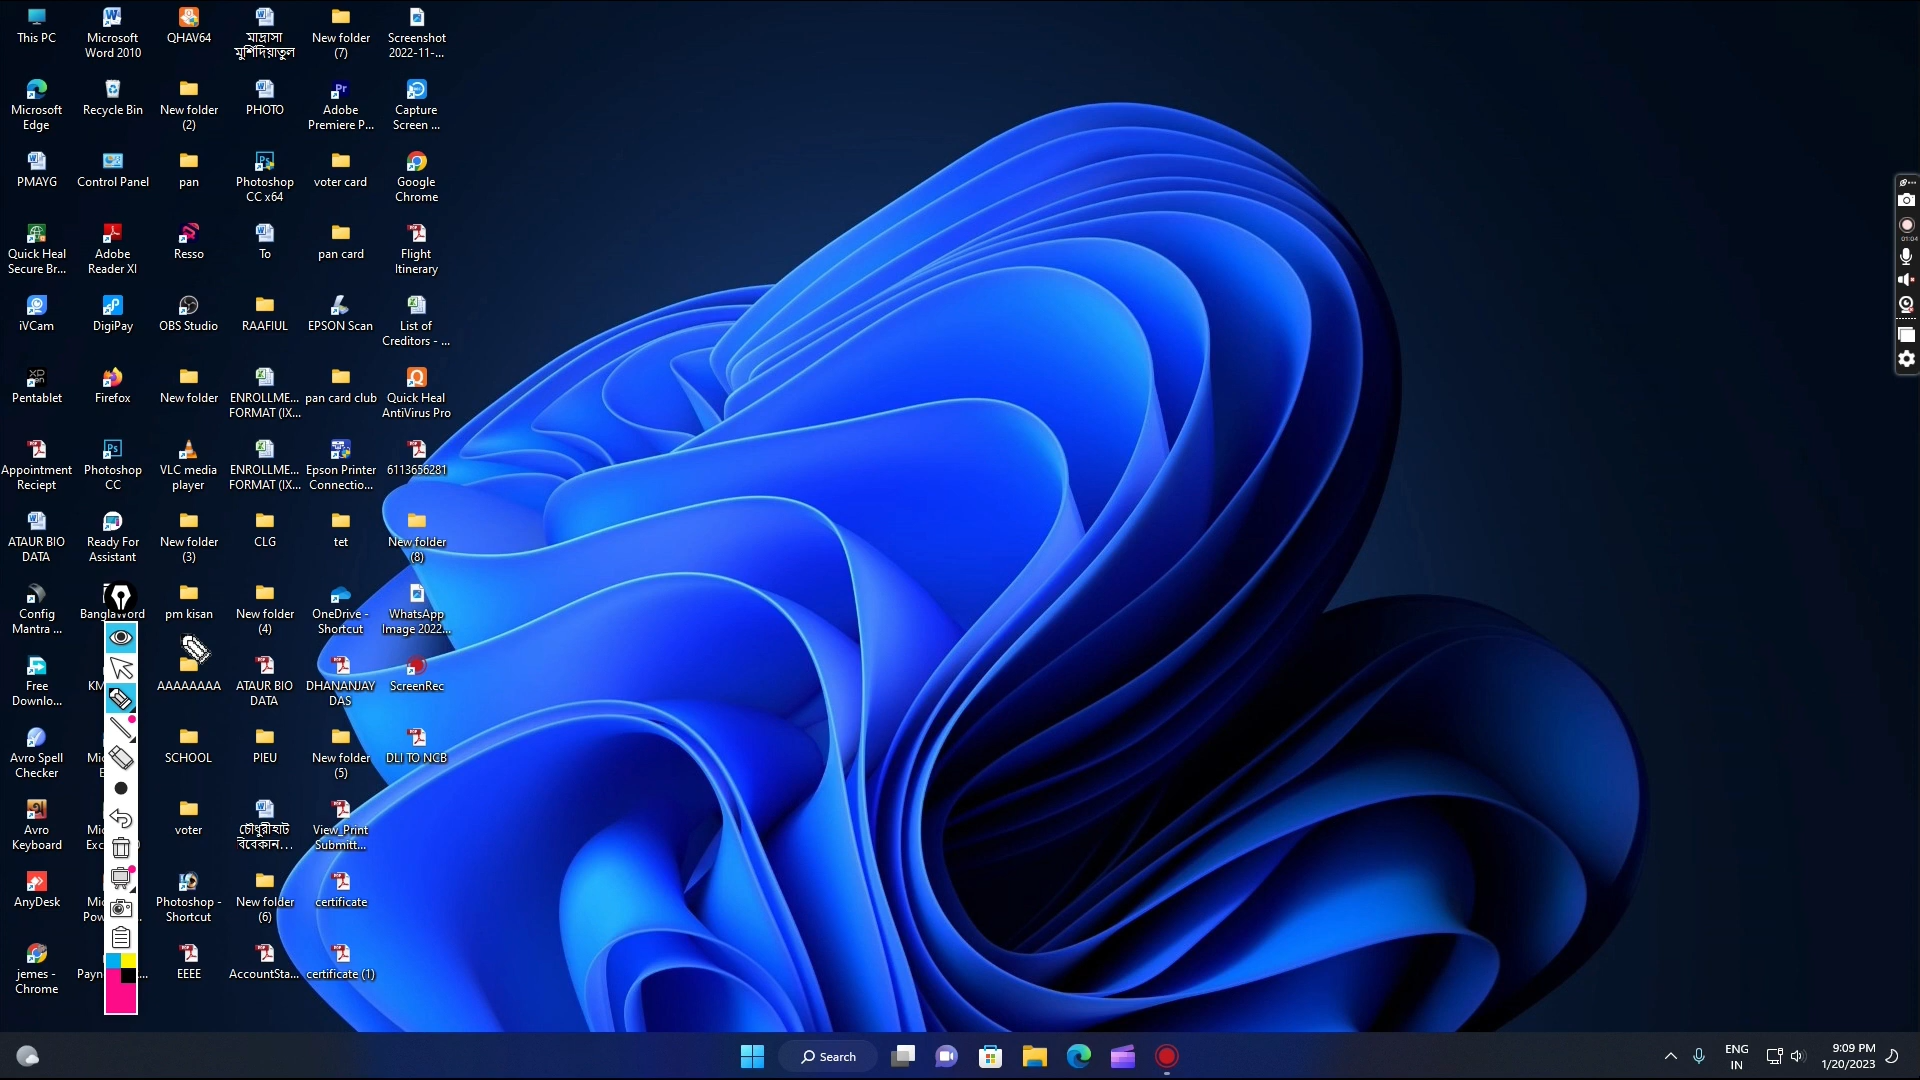 This PC
Microsoft
Word 2010
QHAV64
মাদ্রাসা
মুর্শিদিয়াতুল
New folder
(7)
Screenshot
2022-11-...
Microsoft
Edge
Recycle Bin
New folder
(2)
PHOTO
Adobe
Premiere P...
Capture
Screen ...
PMAYG
Control Panel
pan
Photoshop
CC x64
voter card
Google
Chrome
Quick Heal
Secure Br...
Adobe
Reader XI
Resso
To
pan card
Flight
Itinerary
iVCam
DigiPay
OBS Studio
RAAFIUL
EPSON Scan
List of
Creditors - ...
Pentablet
Firefox
New folder
ENROLLME...
FORMAT (IX...
pan card club
Quick Heal
AntiVirus Pro
Appointment
Reciept
Photoshop
CC
VLC media
player
ENROLLME...
FORMAT (IX...
Epson Printer
Connectio...
6113656281
ATAUR BIO
DATA
Ready For
Assistant
New folder
(3)
CLG
tet
New folder
(8)
Config
Mantra ...
BanglaWord
pm kisan
New folder
(4)
OneDrive -
Shortcut
WhatsApp
Image 2022...
Free
Downlo...
KM
AAAAAAAA
ATAUR BIO
DATA
DHANANJAY
DAS
ScreenRec
Avro Spell
Checker
SCHOOL
PIEU
New folder
(5)
DLI TO NCB
Avro
Keyboard
voter
চৌধুরীহাট
বিবেকান...
View_Print
Submitt...
AnyDesk
Photoshop -
Shortcut
New folder
(6)
certificate
jemes -
Chrome
EEEE
AccountSta...
certificate (1)
01:04
Search
ENG
IN
9:09 PM
1/20/2023